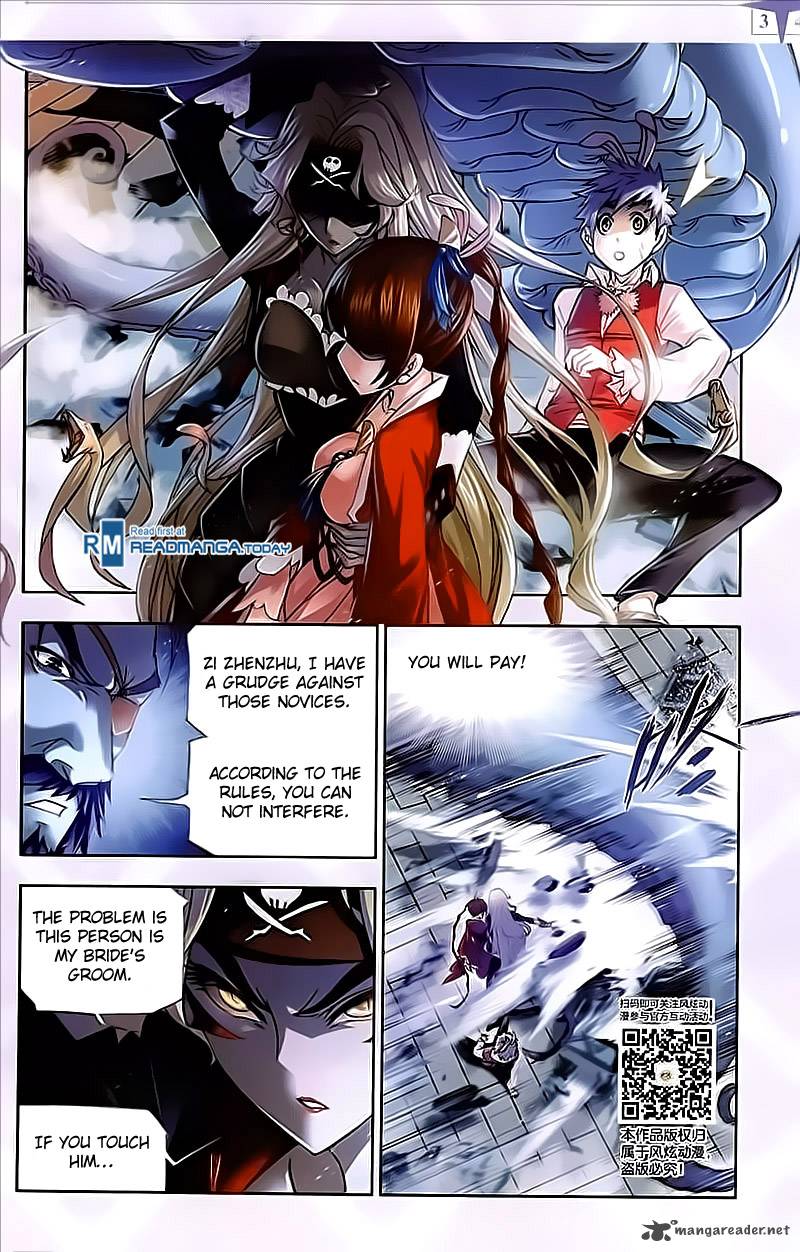 3
RM
Read first at
READMANGA.TODAY
ZI ZHENZHU, I HAVE
A GRUDGE AGAINST
THOSE NOVICES.
ACCORDING TO THE
RULES, YOU CAN
NOT INTERFERE.
THE PROBLEM IS
THIS PERSON IS
MY BRIDE'S
GROOM.
IF YOU TOUCH
HIM...
YOU WILL PAY!
扫码即可关注风炫动
漫参与官方互动活动!
本作品版权归
属于风炫动漫,
盗版必究!
mangareader.net